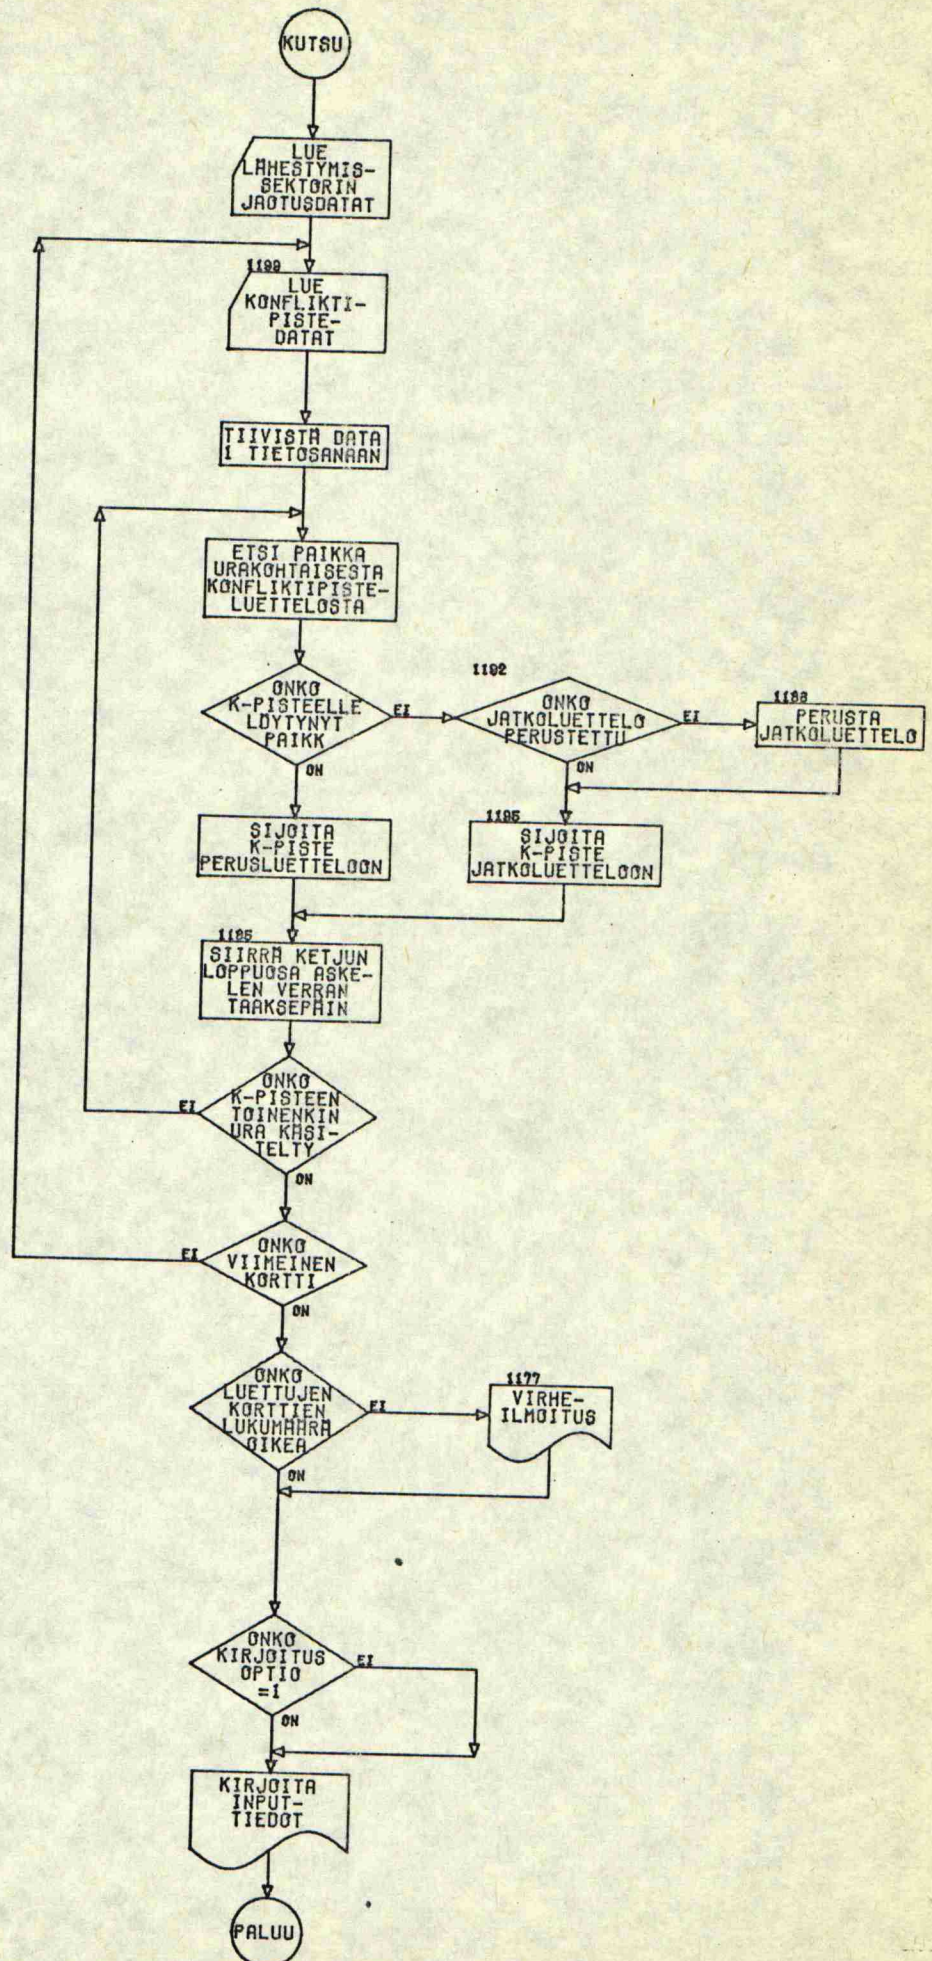 KUTSU
LUE
LÄHESTYMIS-
SEKTORIN
JAOTUSDATAT
1199
LUE
KONFLIKTI-
PISTE-
DATAT
TIIVISTÄ DATA
1 TIETOSANAAN
ETSI PAIKKA
URAKOHTAISESTA
KONFLIKTIPISTE-
LUETTELOSTA
ONKO
K-PISTEELLE
LÖYTYNYT
PAIKK
EI
ON
1192
ONKO
JATKOLUETTELO
PERUSTETTU
EI
ON
PERUSTA
JATKOLUETTELO
SIJOITA
K-PISTE
PERUSLUETTELOON
1195
SIJOITA
K-PISTE
JATKOLUETTELOON
1185
SIIRRÄ KETJUN
LOPPUOSA ASKE-
LEN VERRAN
TAAKSEPÄIN
ONKO
K-PISTEEN
TOINENKIN
URA KÄSI-
TELTY
EI
ON
ONKO
VIIMEINEN
KORTTI
EI
ON
ONKO
LUETTUJEN
KORTTIEN
LUKUMÄÄRÄ
OIKEA
EI
ON
1177
VIRHE-
ILMOITUS
ONKO
KIRJOITUS
OPTIO
=1
EI
ON
KIRJOITA
INPUT-
TIEDOT
PALUU